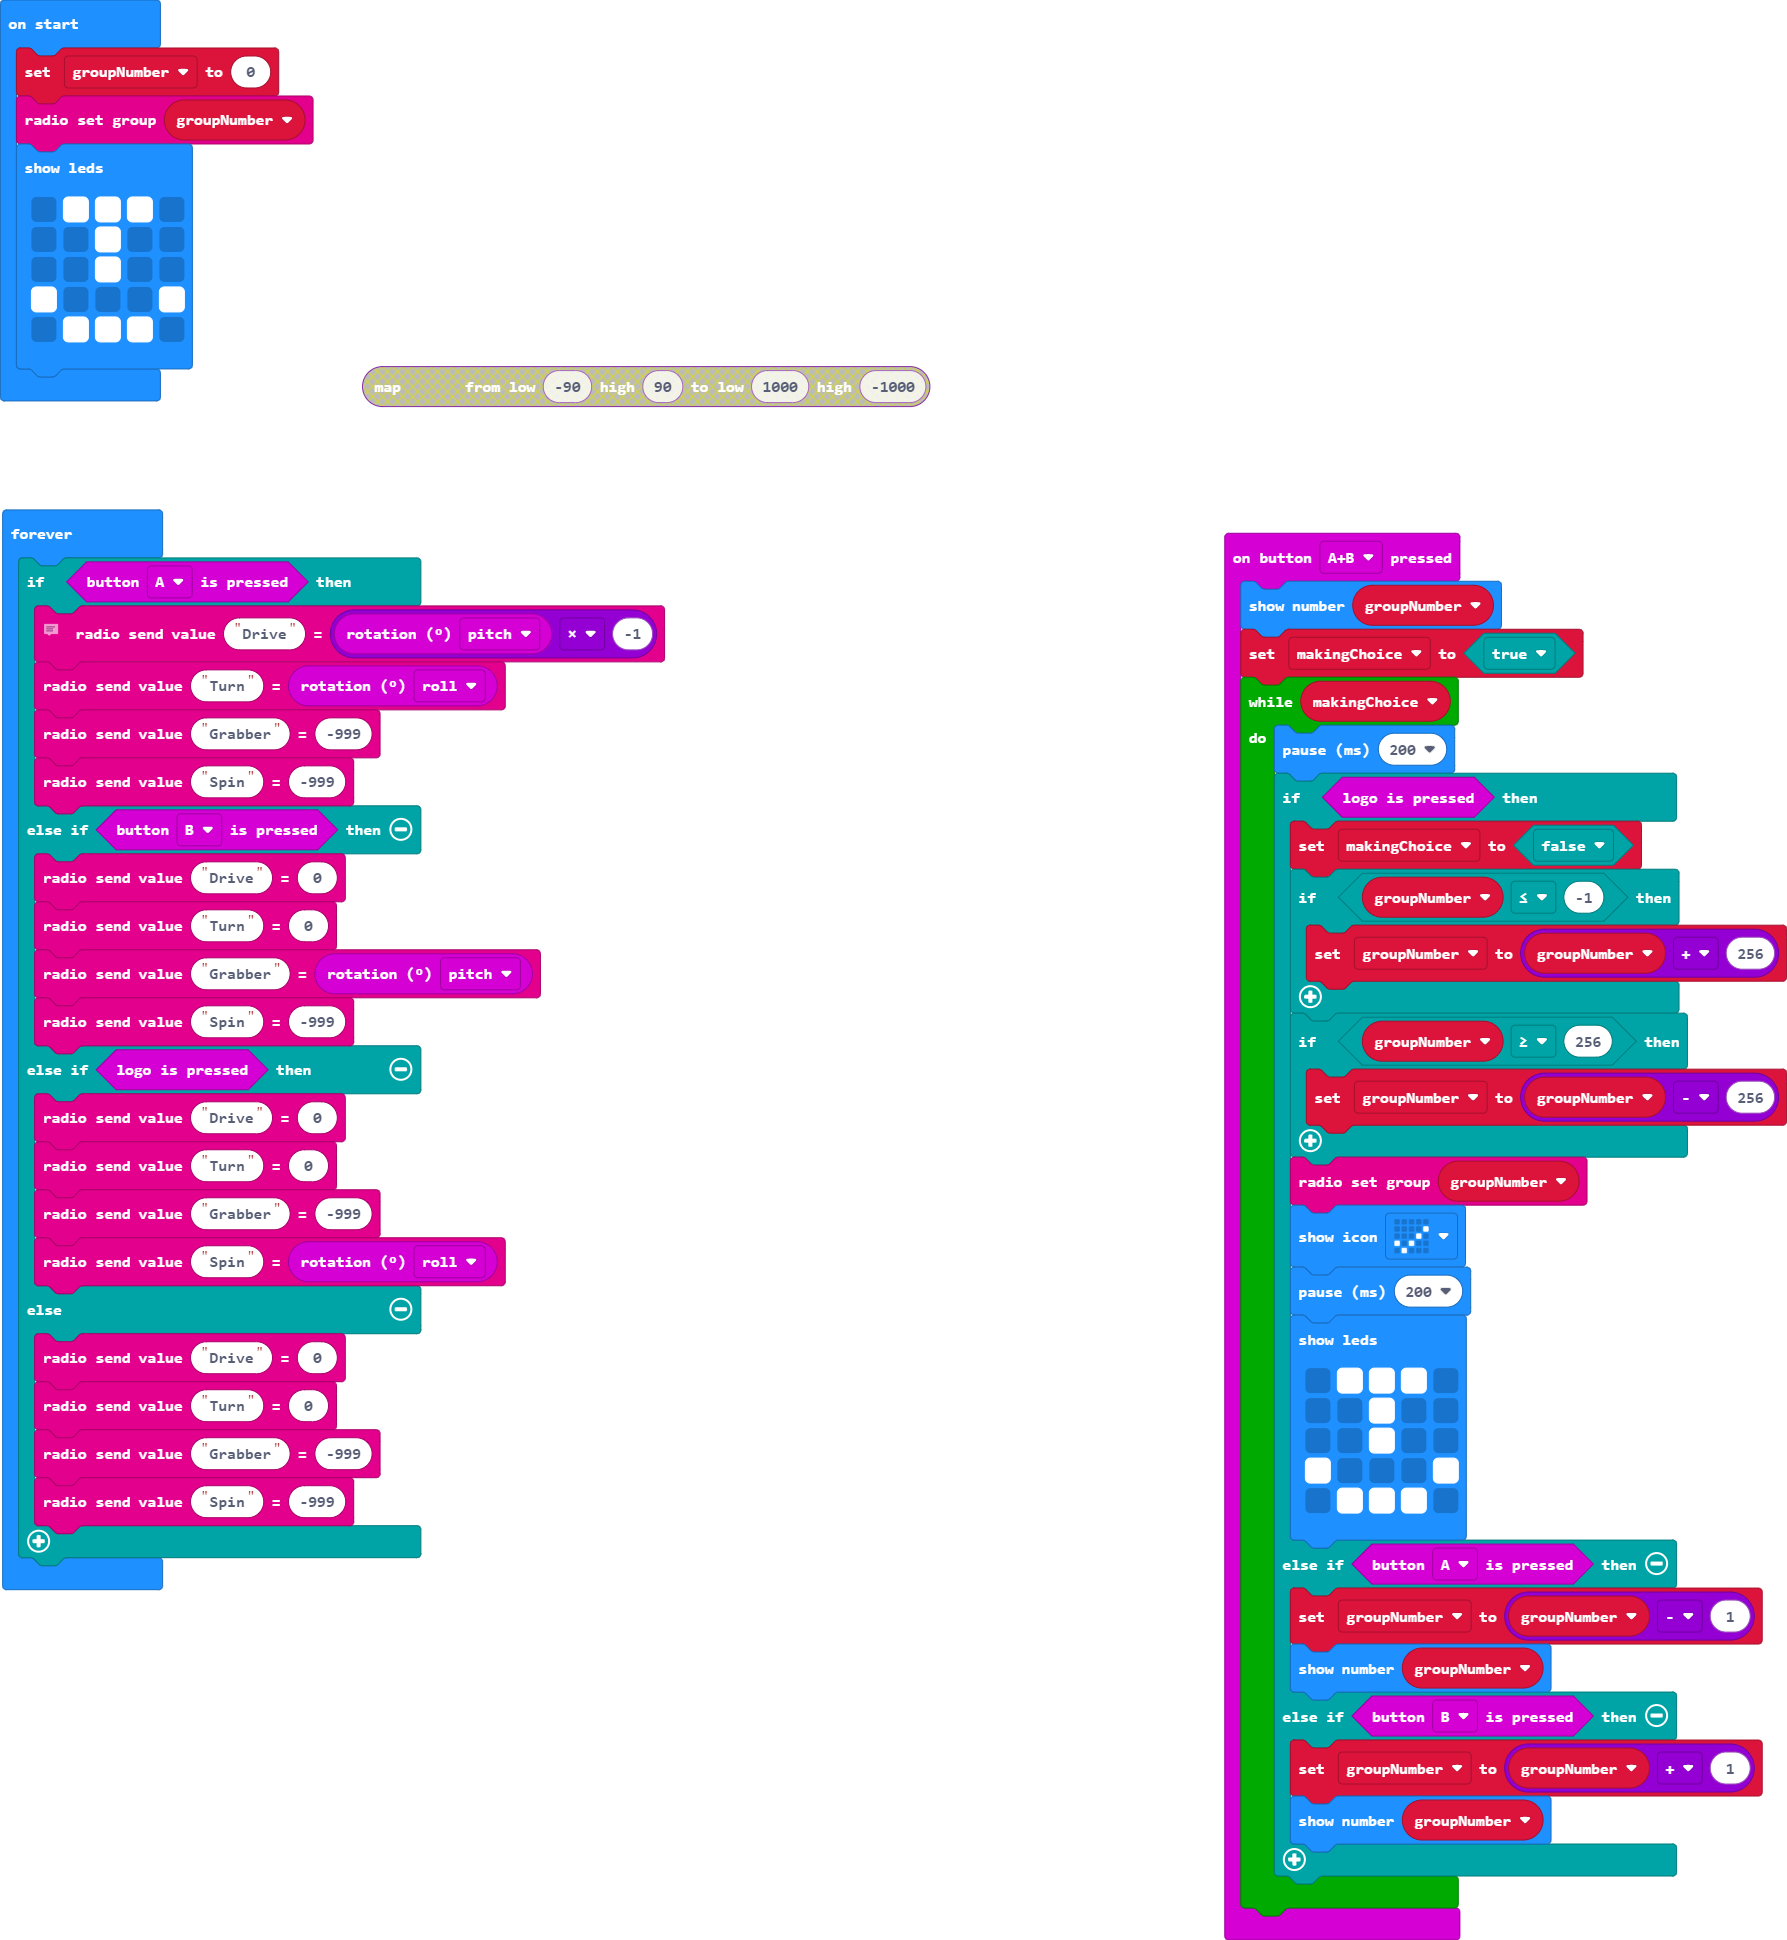 on start
set groupNumber to 0
radio set group groupNumber
show leds
map from low -90 high 90 to low 1000 high -1000
forever
if button A is pressed then
radio send value "Drive" = rotation (º) pitch × -1
radio send value "Turn" = rotation (º) roll
radio send value "Grabber" = -999
radio send value "Spin" = -999
else if button B is pressed then
radio send value "Drive" = 0
radio send value "Turn" = 0
radio send value "Grabber" = rotation (º) pitch
radio send value "Spin" = -999
else if logo is pressed then
radio send value "Drive" = 0
radio send value "Turn" = 0
radio send value "Grabber" = -999
radio send value "Spin" = rotation (º) roll
else
radio send value "Drive" = 0
radio send value "Turn" = 0
radio send value "Grabber" = -999
radio send value "Spin" = -999
on button A+B pressed
show number groupNumber
set makingChoice to true
while makingChoice
do
pause (ms) 200
if logo is pressed then
set makingChoice to false
if groupNumber ≤ -1 then
set groupNumber to groupNumber + 256
if groupNumber ≥ 256 then
set groupNumber to groupNumber - 256
radio set group groupNumber
show icon
pause (ms) 200
show leds
else if button A is pressed then
set groupNumber to groupNumber - 1
show number groupNumber
else if button B is pressed then
set groupNumber to groupNumber + 1
show number groupNumber